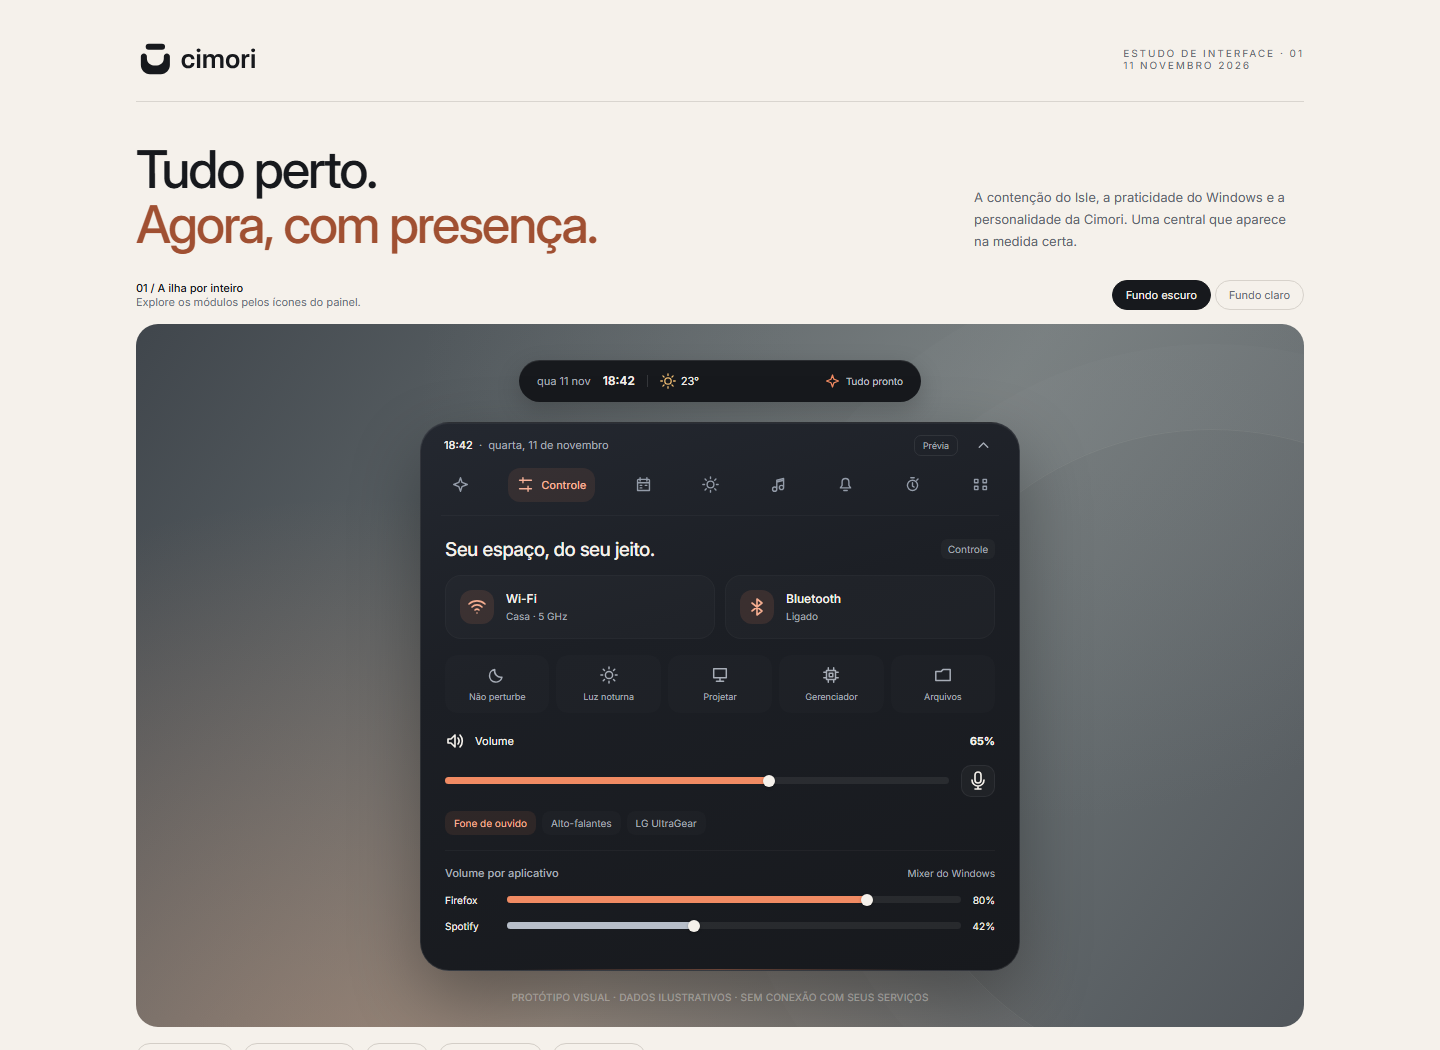 cimori
ESTUDO DE INTERFACE · 01
11 NOVEMBRO 2026
Tudo perto.
Agora, com presença.
A contenção do Isle, a praticidade do Windows e a
personalidade da Cimori. Uma central que aparece
na medida certa.
01 / A ilha por inteiro
Explore os módulos pelos ícones do painel.
Fundo escuro
Fundo claro
qua 11 nov 18:42 23° Tudo pronto
18:42 · quarta, 11 de novembro
Prévia
Controle
Seu espaço, do seu jeito.
Controle
Wi-Fi
Casa · 5 GHz
Bluetooth
Ligado
Não perturbe
Luz noturna
Projetar
Gerenciador
Arquivos
Volume
65%
Fone de ouvido
Alto-falantes
LG UltraGear
Volume por aplicativo
Mixer do Windows
Firefox
80%
Spotify
42%
PROTÓTIPO VISUAL · DADOS ILUSTRATIVOS · SEM CONEXÃO COM SEUS SERVIÇOS